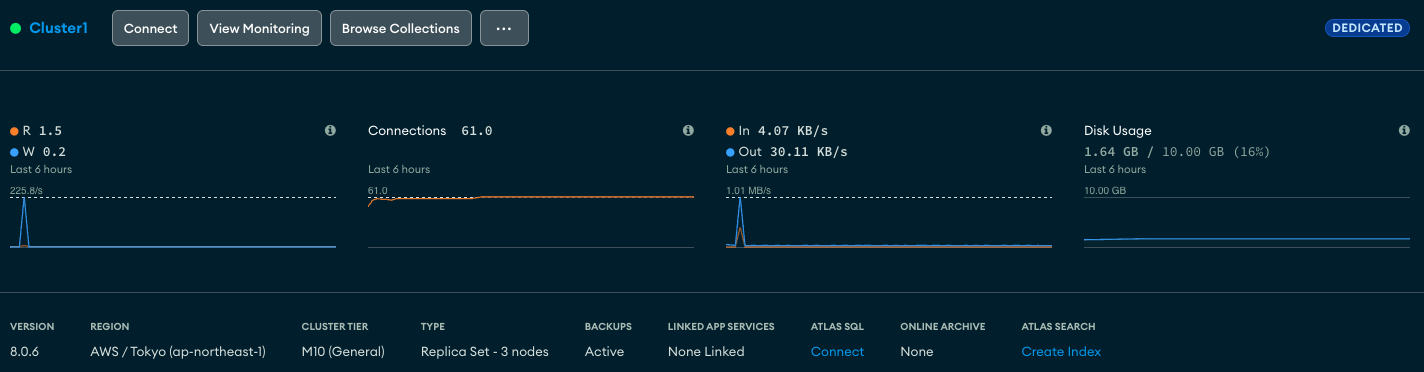 Cluster1 Connect View Monitoring Browse Collections ... DEDICATED
R 1.5
W 0.2
Last 6 hours
225.8/s
Connections 61.0
Last 6 hours
61.0
In 4.07 KB/s
Out 30.11 KB/s
Last 6 hours
1.01 MB/s
Disk Usage
1.64 GB / 10.00 GB (16%)
Last 6 hours
10.00 GB
VERSION REGION CLUSTER TIER TYPE BACKUPS LINKED APP SERVICES ATLAS SQL ONLINE ARCHIVE ATLAS SEARCH
8.0.6 AWS / Tokyo (ap-northeast-1) M10 (General) Replica Set - 3 nodes Active None Linked Connect None Create Index